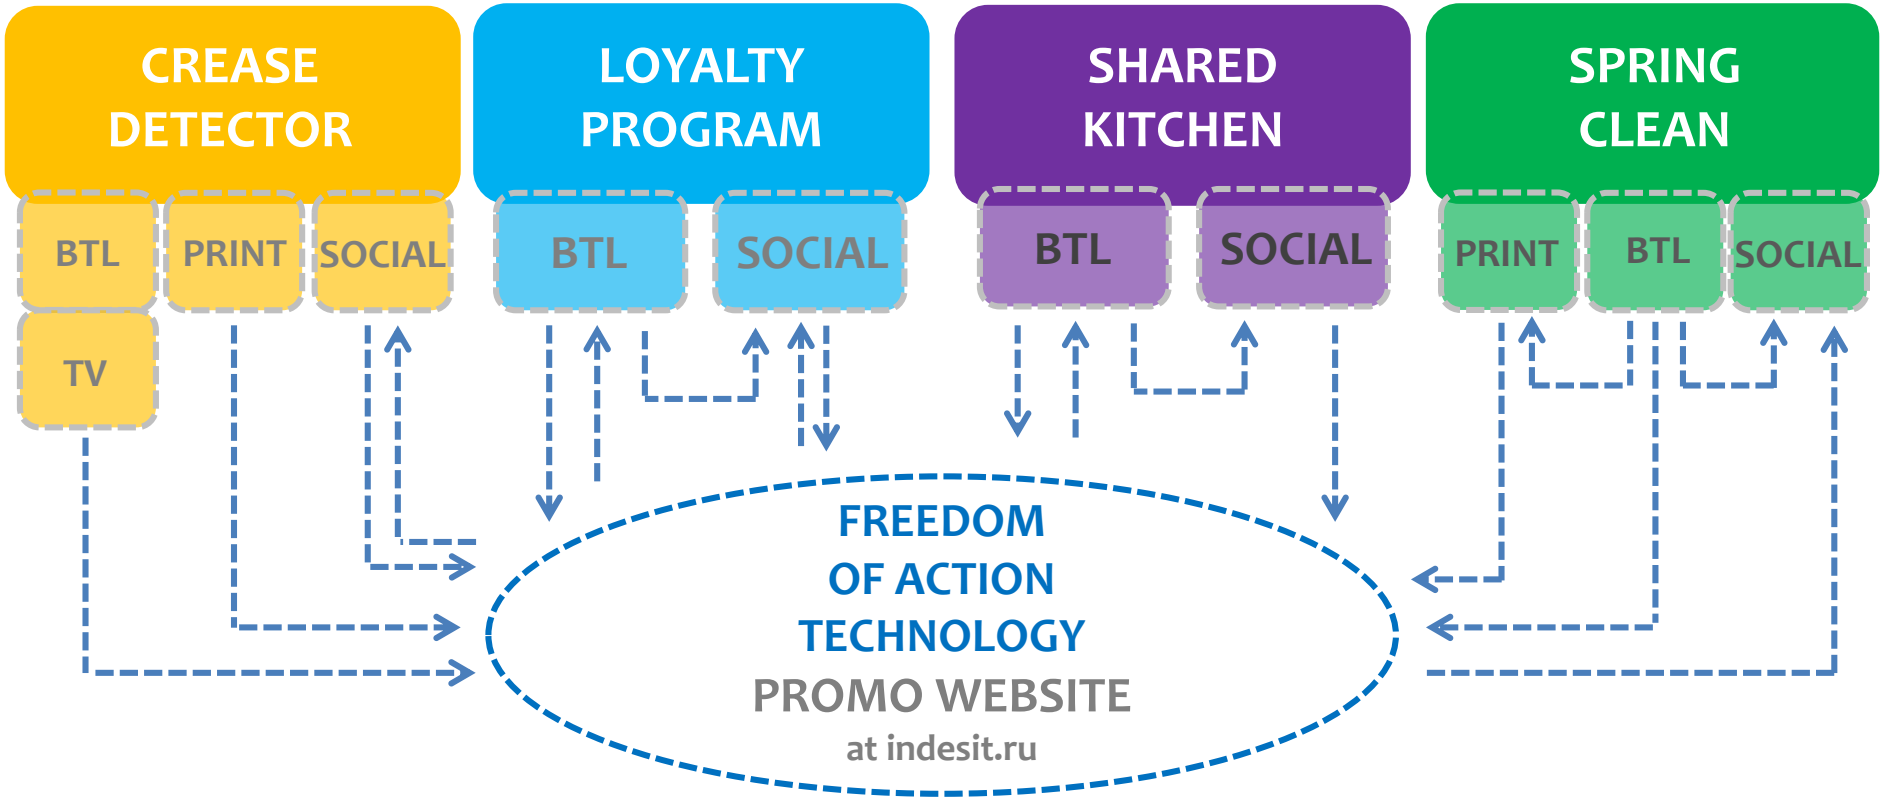 CREASE
DETECTOR
LOYALTY
PROGRAM
SHARED
KITCHEN
SPRING
CLEAN
BTL
PRINT
SOCIAL
TV
BTL
SOCIAL
BTL
SOCIAL
PRINT
BTL
SOCIAL
FREEDOM
OF ACTION
TECHNOLOGY
PROMO WEBSITE
at indesit.ru